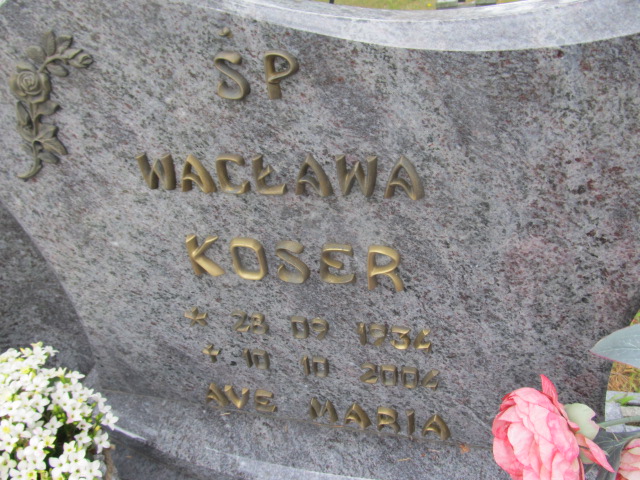 ŚP
WACŁAWA
KOSER
* 28 09 1934
+ 10 10 2004
AVE MARIA